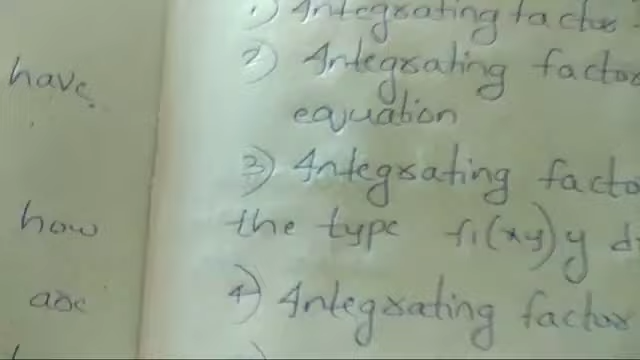 have
how
are
1) Integrating factor
2) Integrating factor
equation
3) Integrating facto
the type f1(xy)y d
4) Integrating factor